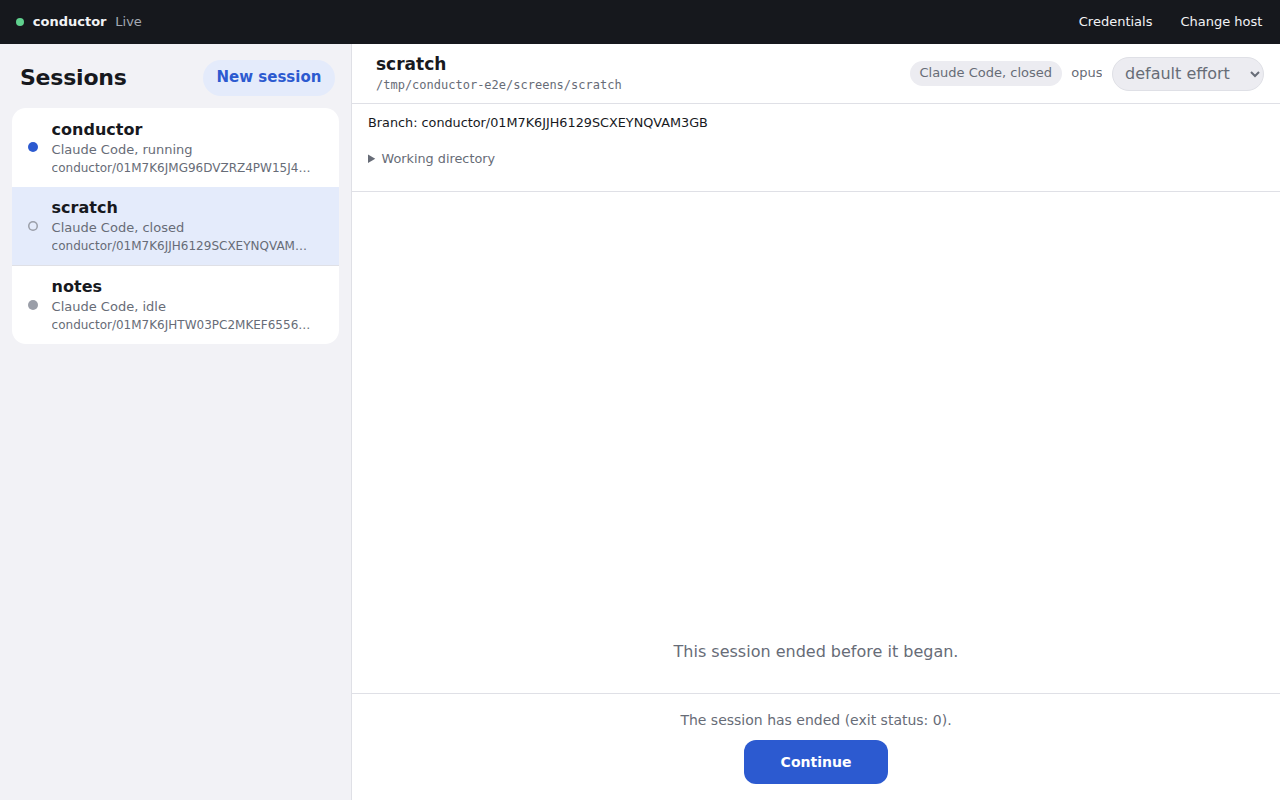 conductor Live
Credentials Change host
Sessions
New session
conductor
Claude Code, running
conductor/01M7K6JMG96DVZRZ4PW15J4…
scratch
Claude Code, closed
conductor/01M7K6JJH6129SCXEYNQVAM…
notes
Claude Code, idle
conductor/01M7K6JHTW03PC2MKEF6556…
scratch
/tmp/conductor-e2e/screens/scratch
Claude Code, closed opus default effort
Branch: conductor/01M7K6JJH6129SCXEYNQVAM3GB
Working directory
This session ended before it began.
The session has ended (exit status: 0).
Continue